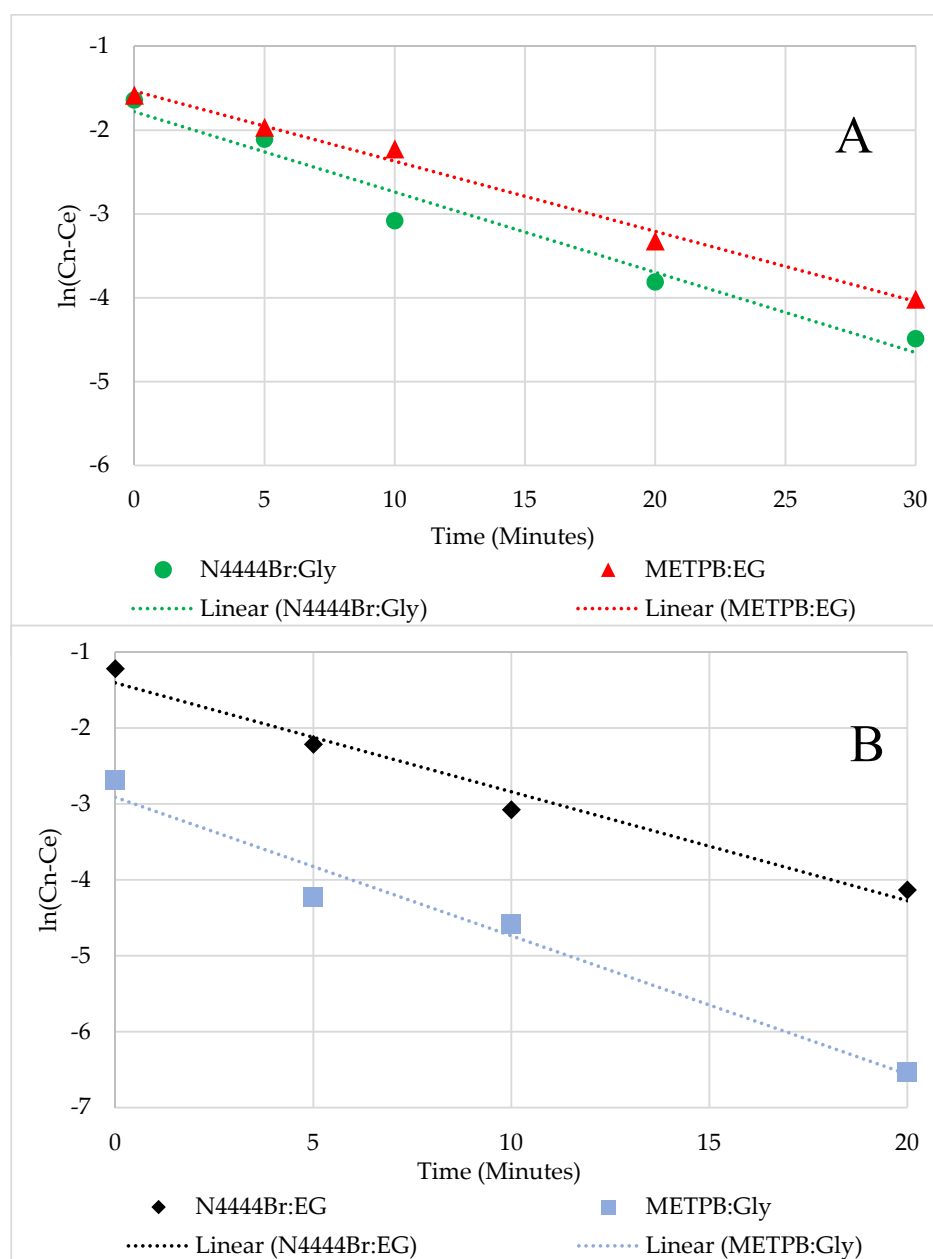 -1
A
-2
-3
ln(Cn-Ce)
-4
-5
-6
0 5 10 15 20 25 30
Time (Minutes)
N4444Br:Gly METPB:EG
Linear (N4444Br:Gly) Linear (METPB:EG)
-1
B
-2
-3
ln(Cn-Ce)
-4
-5
-6
-7
0 5 10 15 20
Time (Minutes)
N4444Br:EG METPB:Gly
Linear (N4444Br:EG) Linear (METPB:Gly)